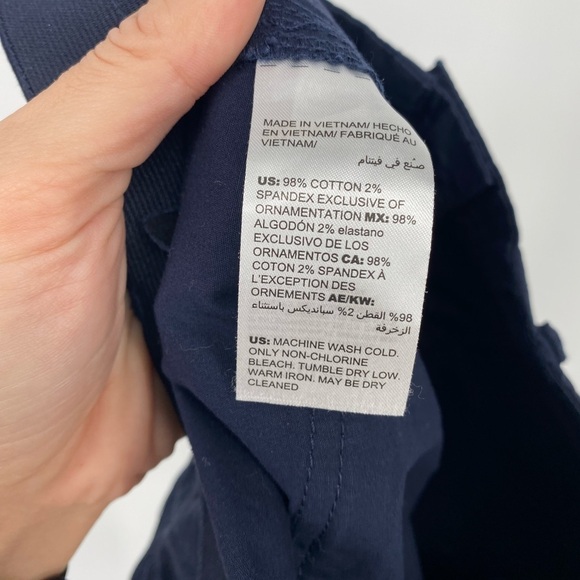 MADE IN VIETNAM/ HECHO
EN VIETNAM/ FABRIQUÉ AU
VIETNAM/
صنع في فيتنام
US: 98% COTTON 2%
SPANDEX EXCLUSIVE OF
ORNAMENTATION MX: 98%
ALGODÓN 2% elastano
EXCLUSIVO DE LOS
ORNAMENTOS CA: 98%
COTON 2% SPANDEX À
L'EXCEPTION DES
ORNEMENTS AE/KW:
98% القطن 2% سباندیکس باستثناء
الزخرفة
US: MACHINE WASH COLD.
ONLY NON-CHLORINE
BLEACH. TUMBLE DRY LOW.
WARM IRON. MAY BE DRY
CLEANED